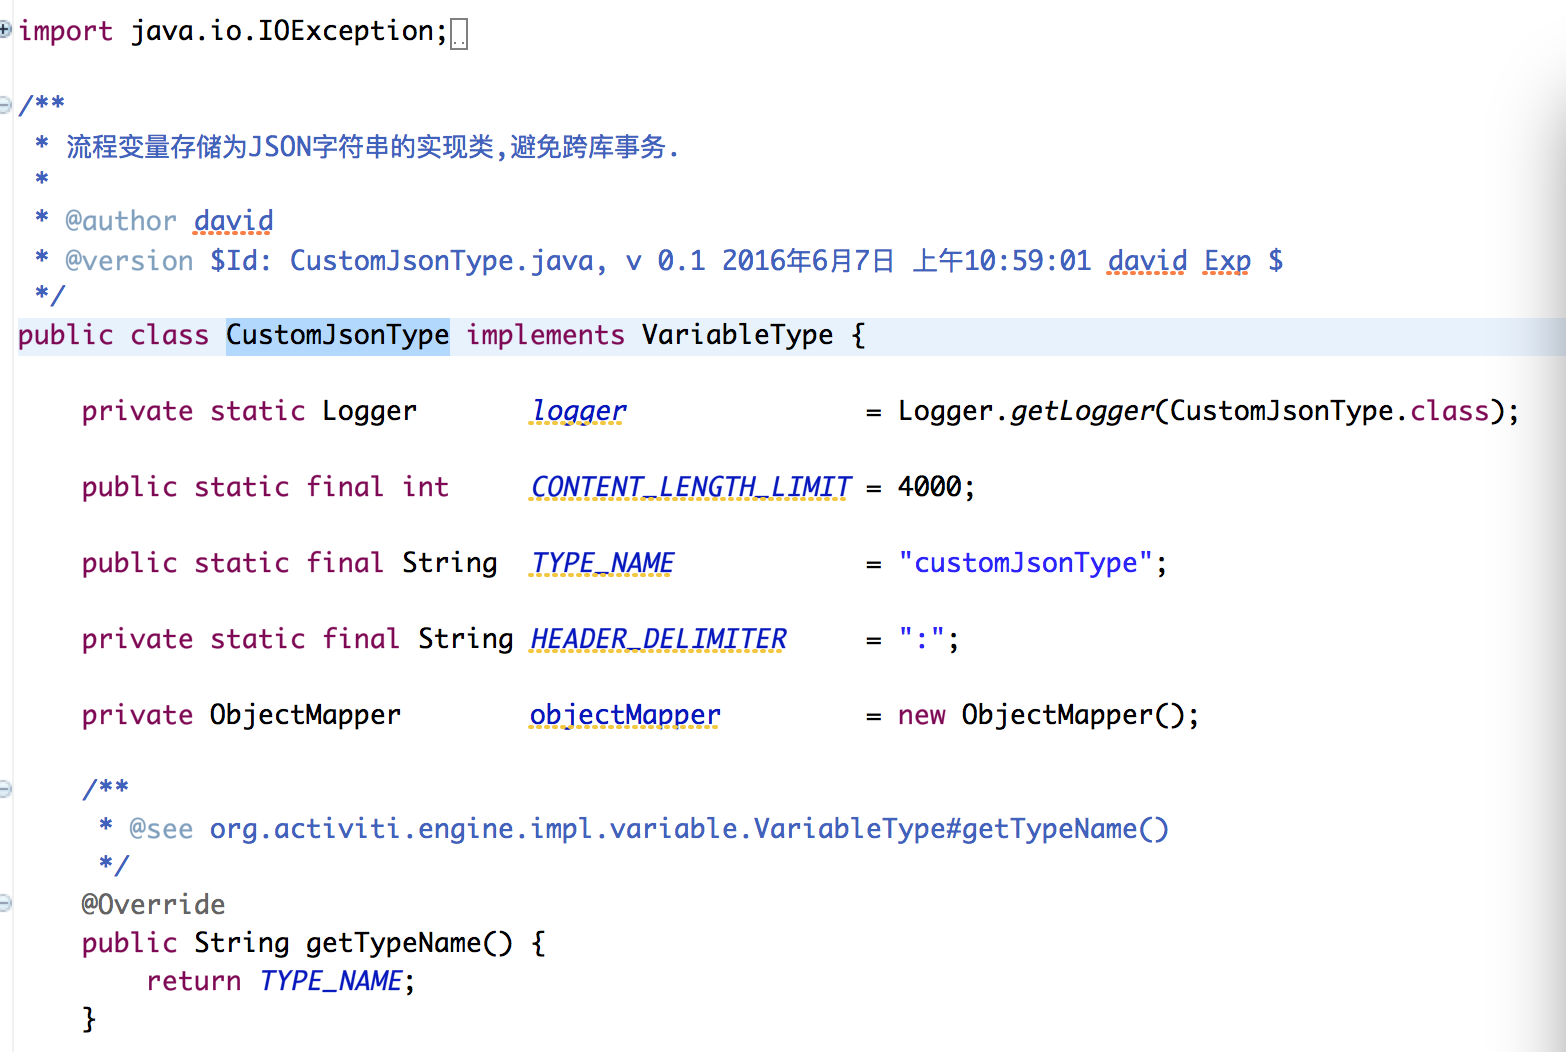 import java.io.IOException;
/**
 * 流程变量存储为JSON字符串的实现类,避免跨库事务.
 *
 * @author david
 * @version $Id: CustomJsonType.java, v 0.1 2016年6月7日 上午10:59:01 david Exp $
 */
public class CustomJsonType implements VariableType {
    private static Logger       logger               = Logger.getLogger(CustomJsonType.class);
    public static final int     CONTENT_LENGTH_LIMIT = 4000;
    public static final String  TYPE_NAME            = "customJsonType";
    private static final String HEADER_DELIMITER     = ":";
    private ObjectMapper        objectMapper         = new ObjectMapper();
    /**
     * @see org.activiti.engine.impl.variable.VariableType#getTypeName()
     */
    @Override
    public String getTypeName() {
        return TYPE_NAME;
    }